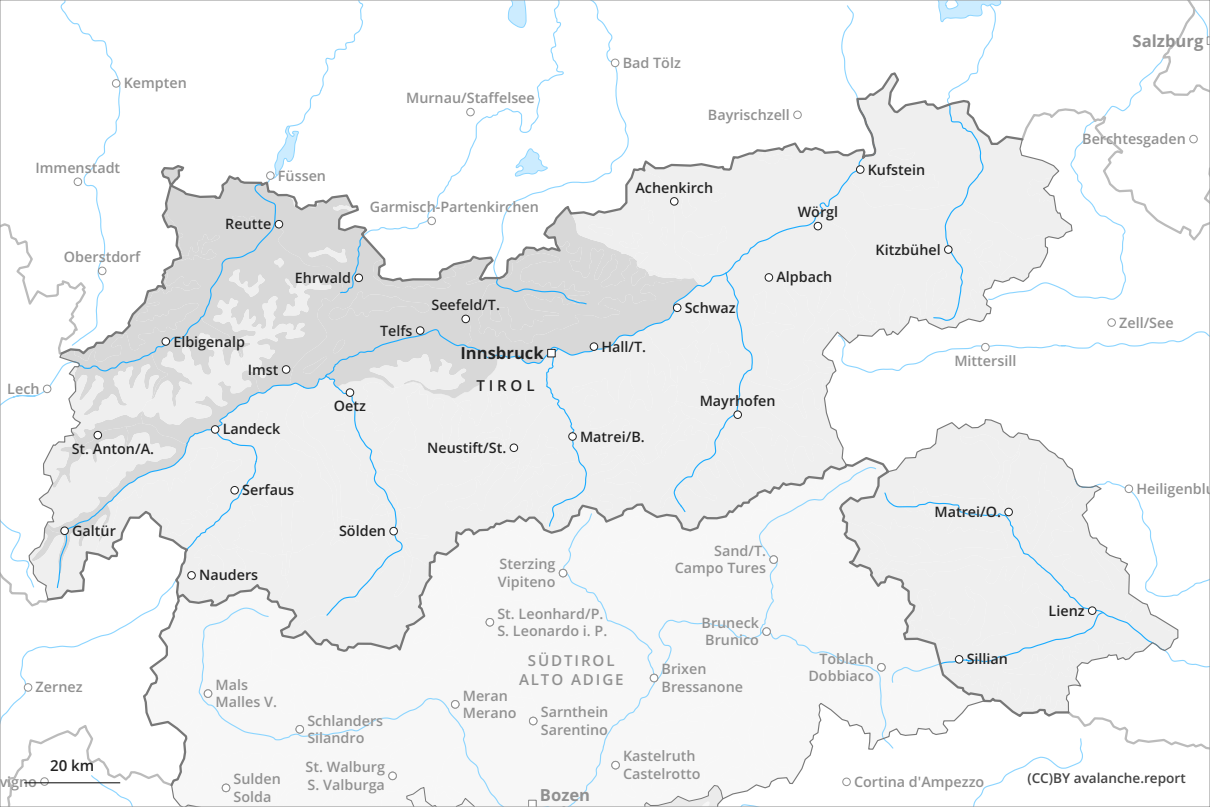 Salzburg
Bad Tölz
Kempten
Murnau/Staffelsee
Bayrischzell
Berchtesgaden
Immenstadt
Füssen
Kufstein
Achenkirch
Garmisch-Partenkirchen
Wörgl
Reutte
Kitzbühel
Oberstdorf
Ehrwald
Alpbach
Seefeld/T.
Schwaz
Zell/See
Telfs
Elbigenalp
Innsbruck
Hall/T.
Mittersill
Imst
TIROL
Lech
Oetz
Mayrhofen
Landeck
Matrei/B.
St. Anton/A.
Neustift/St.
Serfaus
Heiligenblu
Matrei/O.
Galtür
Sölden
Sand/T.
Campo Tures
Sterzing
Vipiteno
Nauders
Lienz
St. Leonhard/P.
S. Leonardo i. P.
Bruneck
Brunico
Sillian
SÜDTIROL
ALTO ADIGE
Toblach
Dobbiaco
Brixen
Bressanone
Zernez
Mals
Malles V.
Meran
Merano
Sarnthein
Sarentino
Schlanders
Silandro
Kastelruth
Castelrotto
20 km
St. Walburg
S. Valburga
Sulden
Solda
vigno
Cortina d'Ampezzo
(CC)BY avalanche.report
Bozen